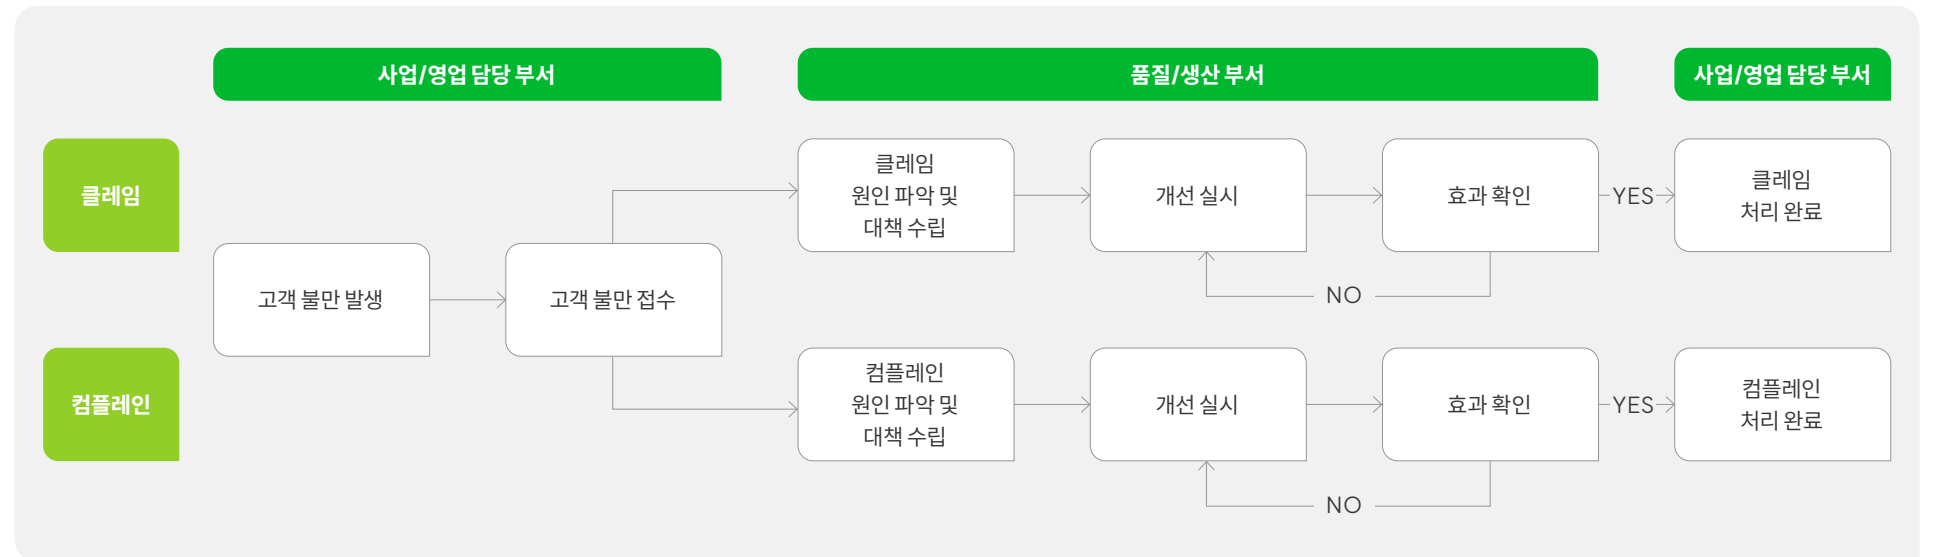 사업/영업 담당 부서
품질/생산 부서
사업/영업 담당 부서
클레임
클레임
원인 파악 및
대책 수립
개선 실시
효과 확인
YES
클레임
처리 완료
NO
고객 불만 발생
고객 불만 접수
컴플레인
컴플레인
원인 파악 및
대책 수립
개선 실시
효과 확인
YES
컴플레인
처리 완료
NO